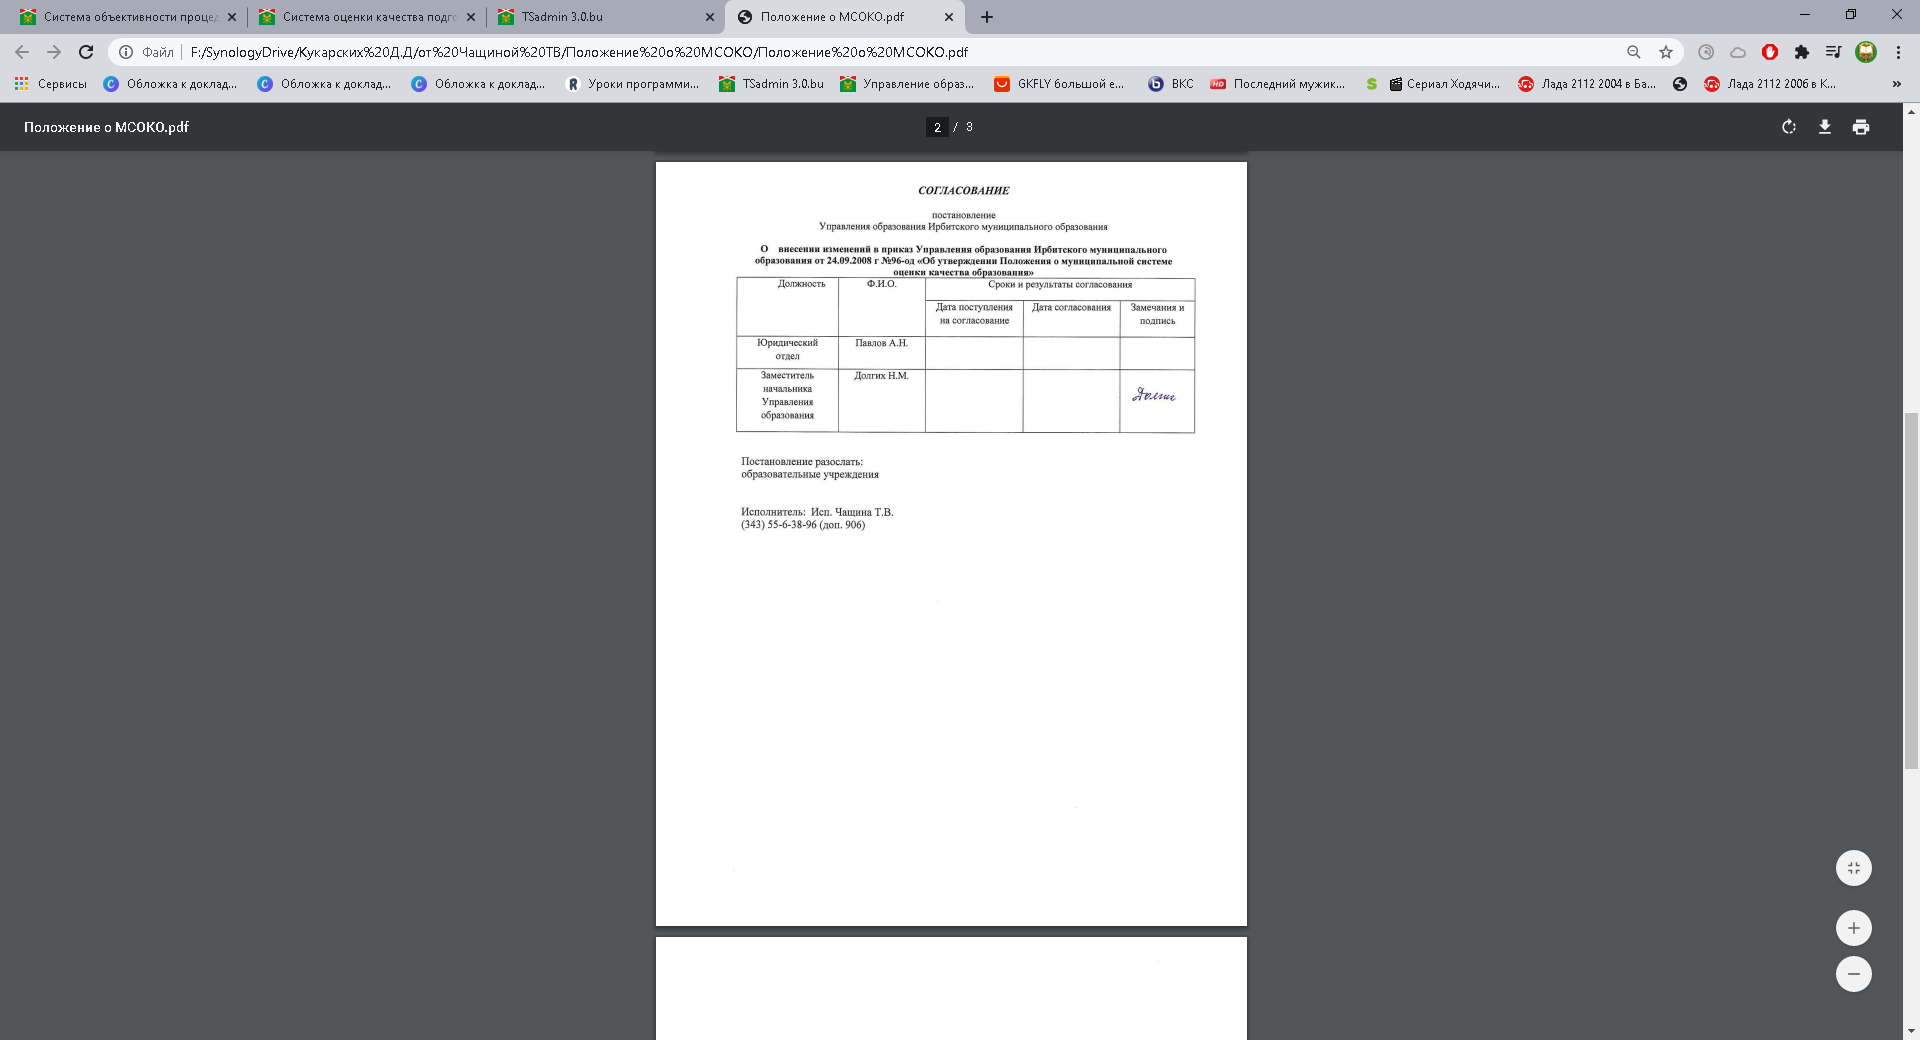 Система объективности процед
Система оценки качества подго
TSadmin 3.0.bu
Положение о МСОКО.pdf
Файл
F:/SynologyDrive/Кукарских%20Д.Д/от%20Чащиной%20ТВ/Положение%20о%20МСОКО/Положение%20о%20МСОКО.pdf
Сервисы
Обложка к доклад...
Обложка к доклад...
Обложка к доклад...
Уроки программи...
TSadmin 3.0.bu
Управление образ...
GKFLY большой е...
ВКС
HD Последний мужик...
Сериал Ходячи...
Лада 2112 2004 в Ба...
Лада 2112 2006 в К...
»
Положение о МСОКО.pdf
2 / 3
СОГЛАСОВАНИЕ
постановление
Управления образования Ирбитского муниципального образования
О внесении изменений в приказ Управления образования Ирбитского муниципального
образования от 24.09.2008 г №96-од «Об утверждении Положения о муниципальной системе
оценки качества образования»
Должность
Ф.И.О.
Сроки и результаты согласования
Дата поступления
на согласование
Дата согласования
Замечания и
подпись
Юридический
отдел
Павлов А.Н.
Заместитель
начальника
Управления
образования
Долгих Н.М.
Постановление разослать:
образовательные учреждения
Исполнитель: Исп. Чащина Т.В.
(343) 55-6-38-96 (доп. 906)